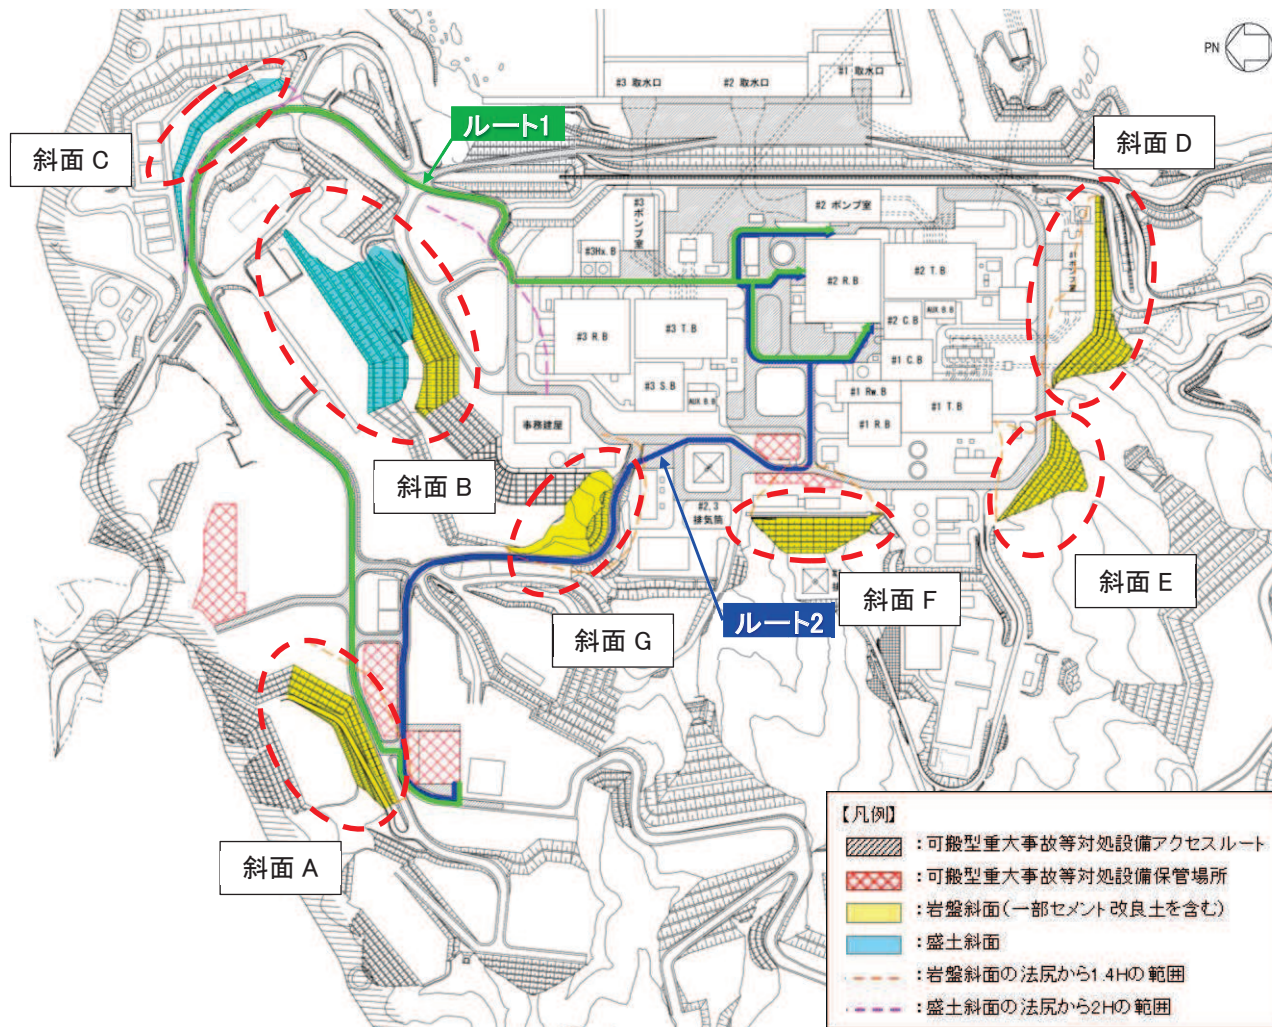 PN
#3 取水口
#2 取水口
#1 取水口
ルート1
斜面 C
斜面 D
#3 ポンプ室
#2 ポンプ室
#3Hx.B
#2 R.B
#2 T.B
#3 R.B
#3 T.B
#2 C.B
AUX.B.B
#1 C.B
#3 S.B
AUX.B.B
#1 Rw.B
#1 R.B
#1 T.B
事務建屋
斜面 B
#2,3
排気筒
斜面 E
斜面 F
ルート2
斜面 G
斜面 A
【凡例】
:可搬型重大事故等対処設備アクセスルート
:可搬型重大事故等対処設備保管場所
:岩盤斜面(一部セメント改良土を含む)
:盛土斜面
:岩盤斜面の法尻から1.4Hの範囲
:盛土斜面の法尻から2Hの範囲